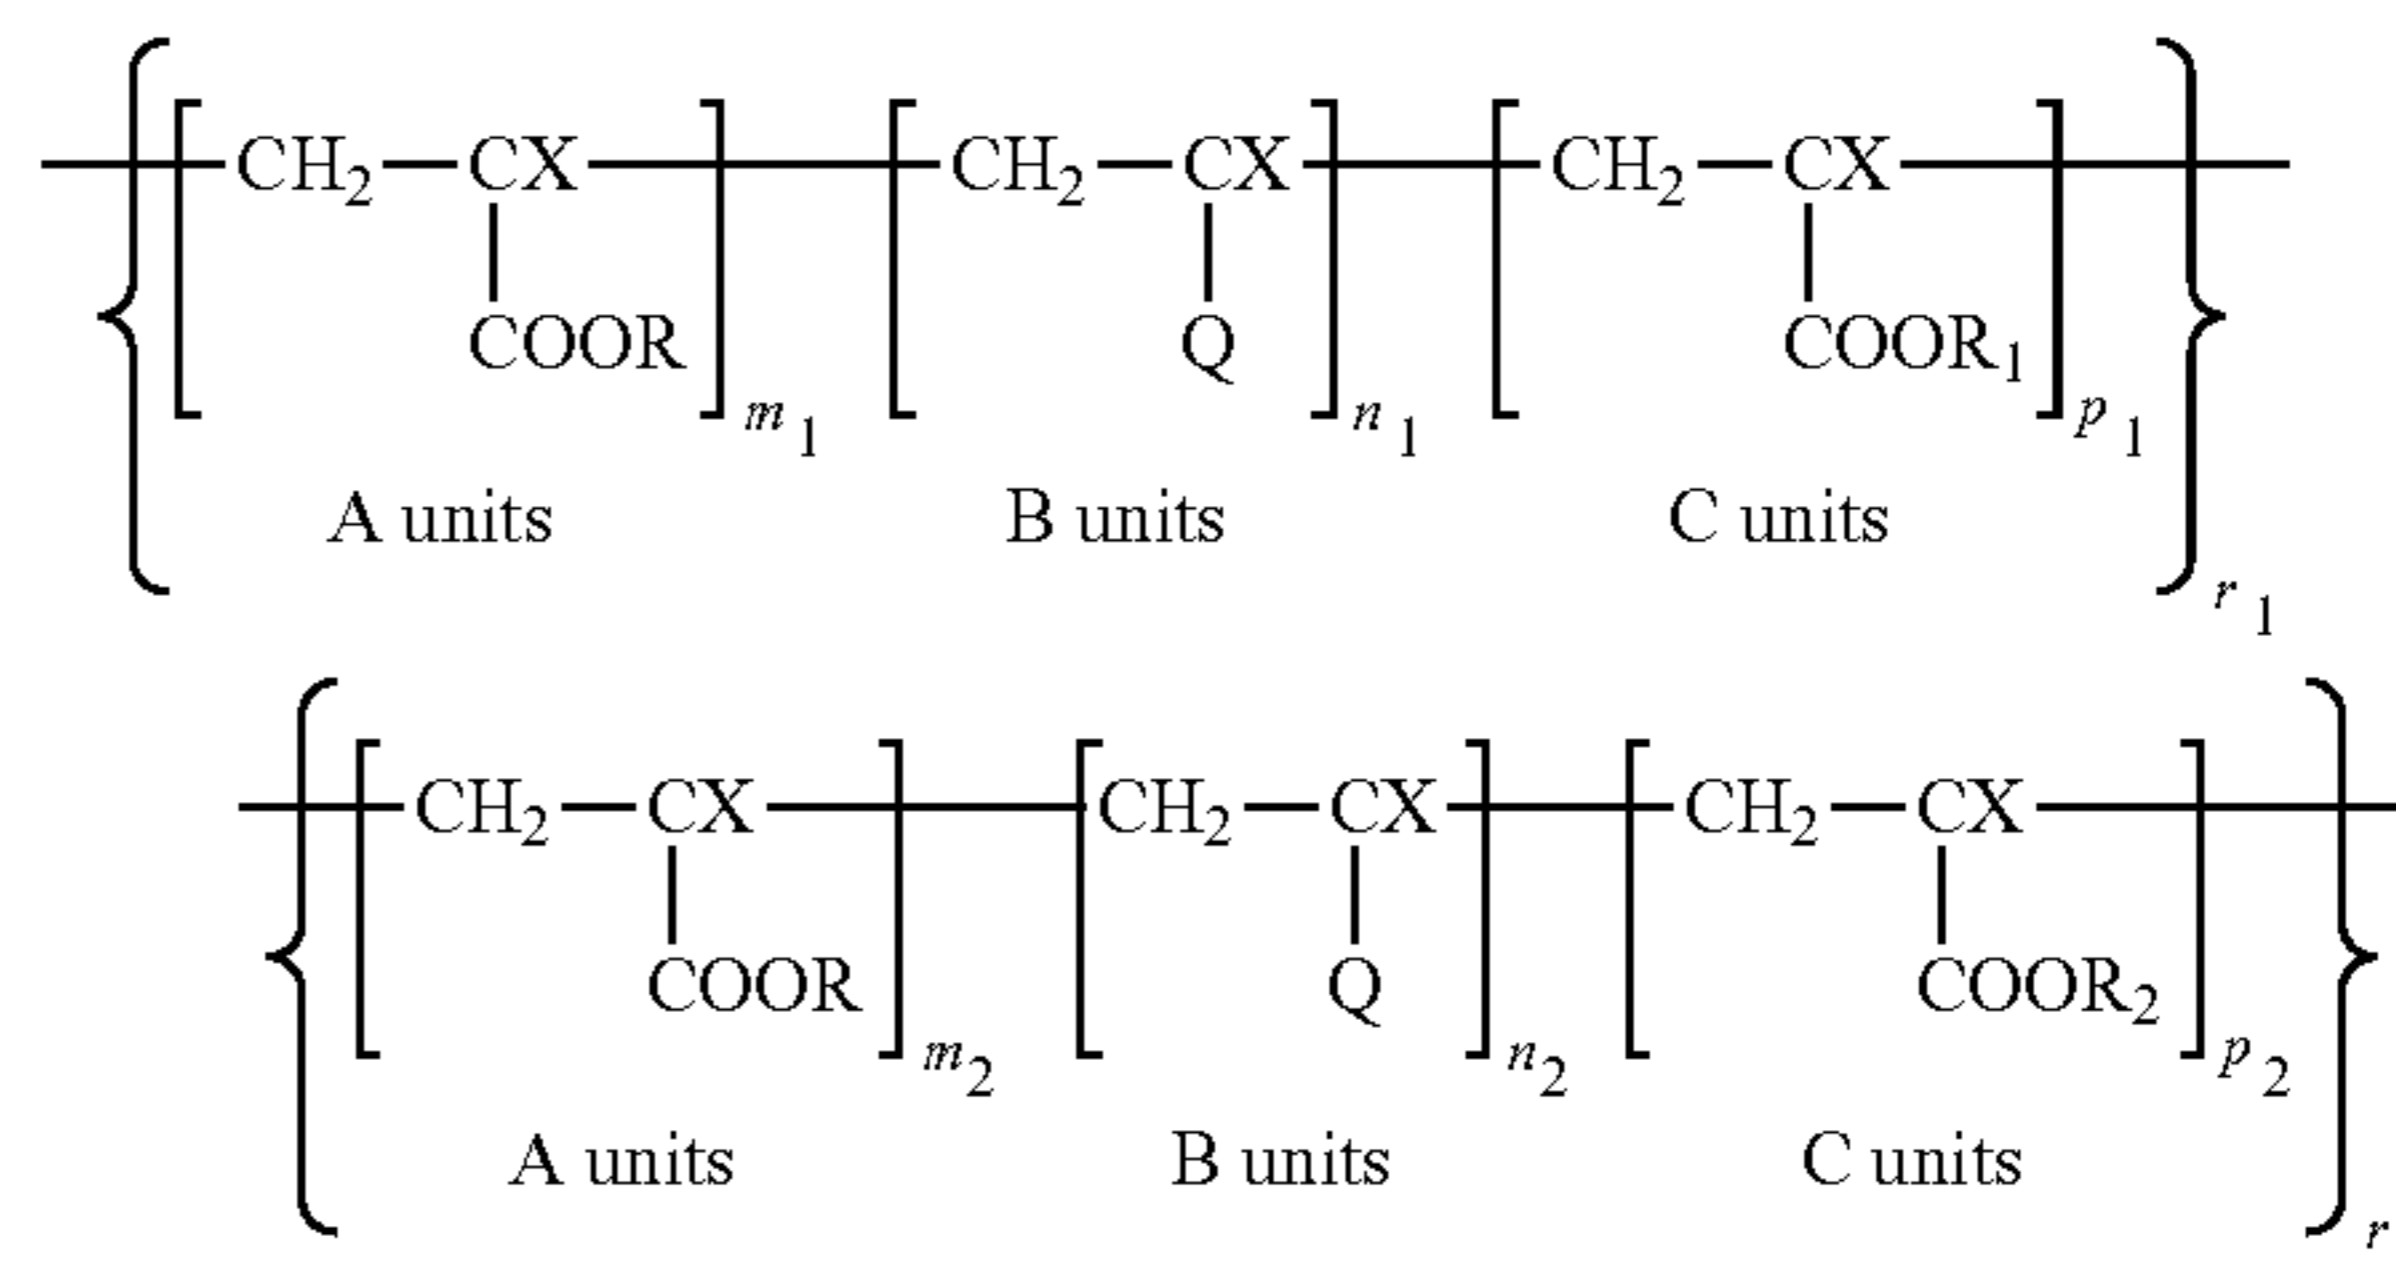 CH2 CX CH2 CX CH2 CX
COOR Q COOR1
m1 n1 p1
A units B units C units
r1
CH2 CX CH2 CX CH2 CX
COOR Q COOR2
m2 n2 p2
A units B units C units
r